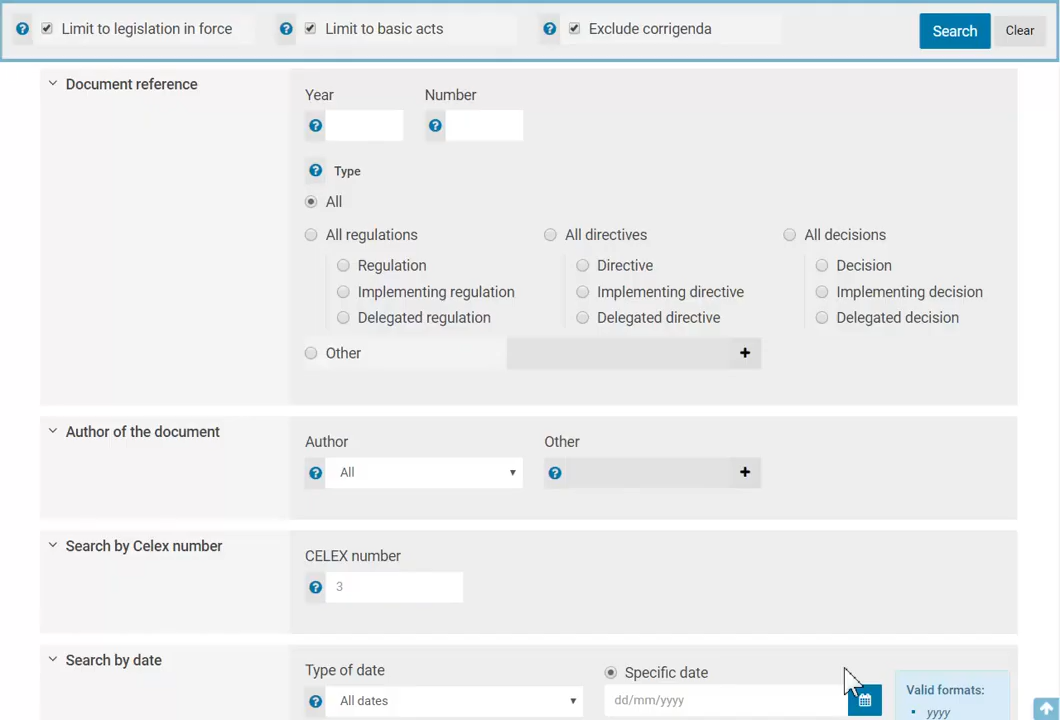 Limit to legislation in force Limit to basic acts Exclude corrigenda Search Clear
Document reference
Year Number
Type
All
All regulations All directives All decisions
Regulation Directive Decision
Implementing regulation Implementing directive Implementing decision
Delegated regulation Delegated directive Delegated decision
Other
Author of the document
Author Other
All
Search by Celex number
CELEX number
3
Search by date
Type of date Specific date
All dates dd/mm/yyyy
Valid formats:
yyyy